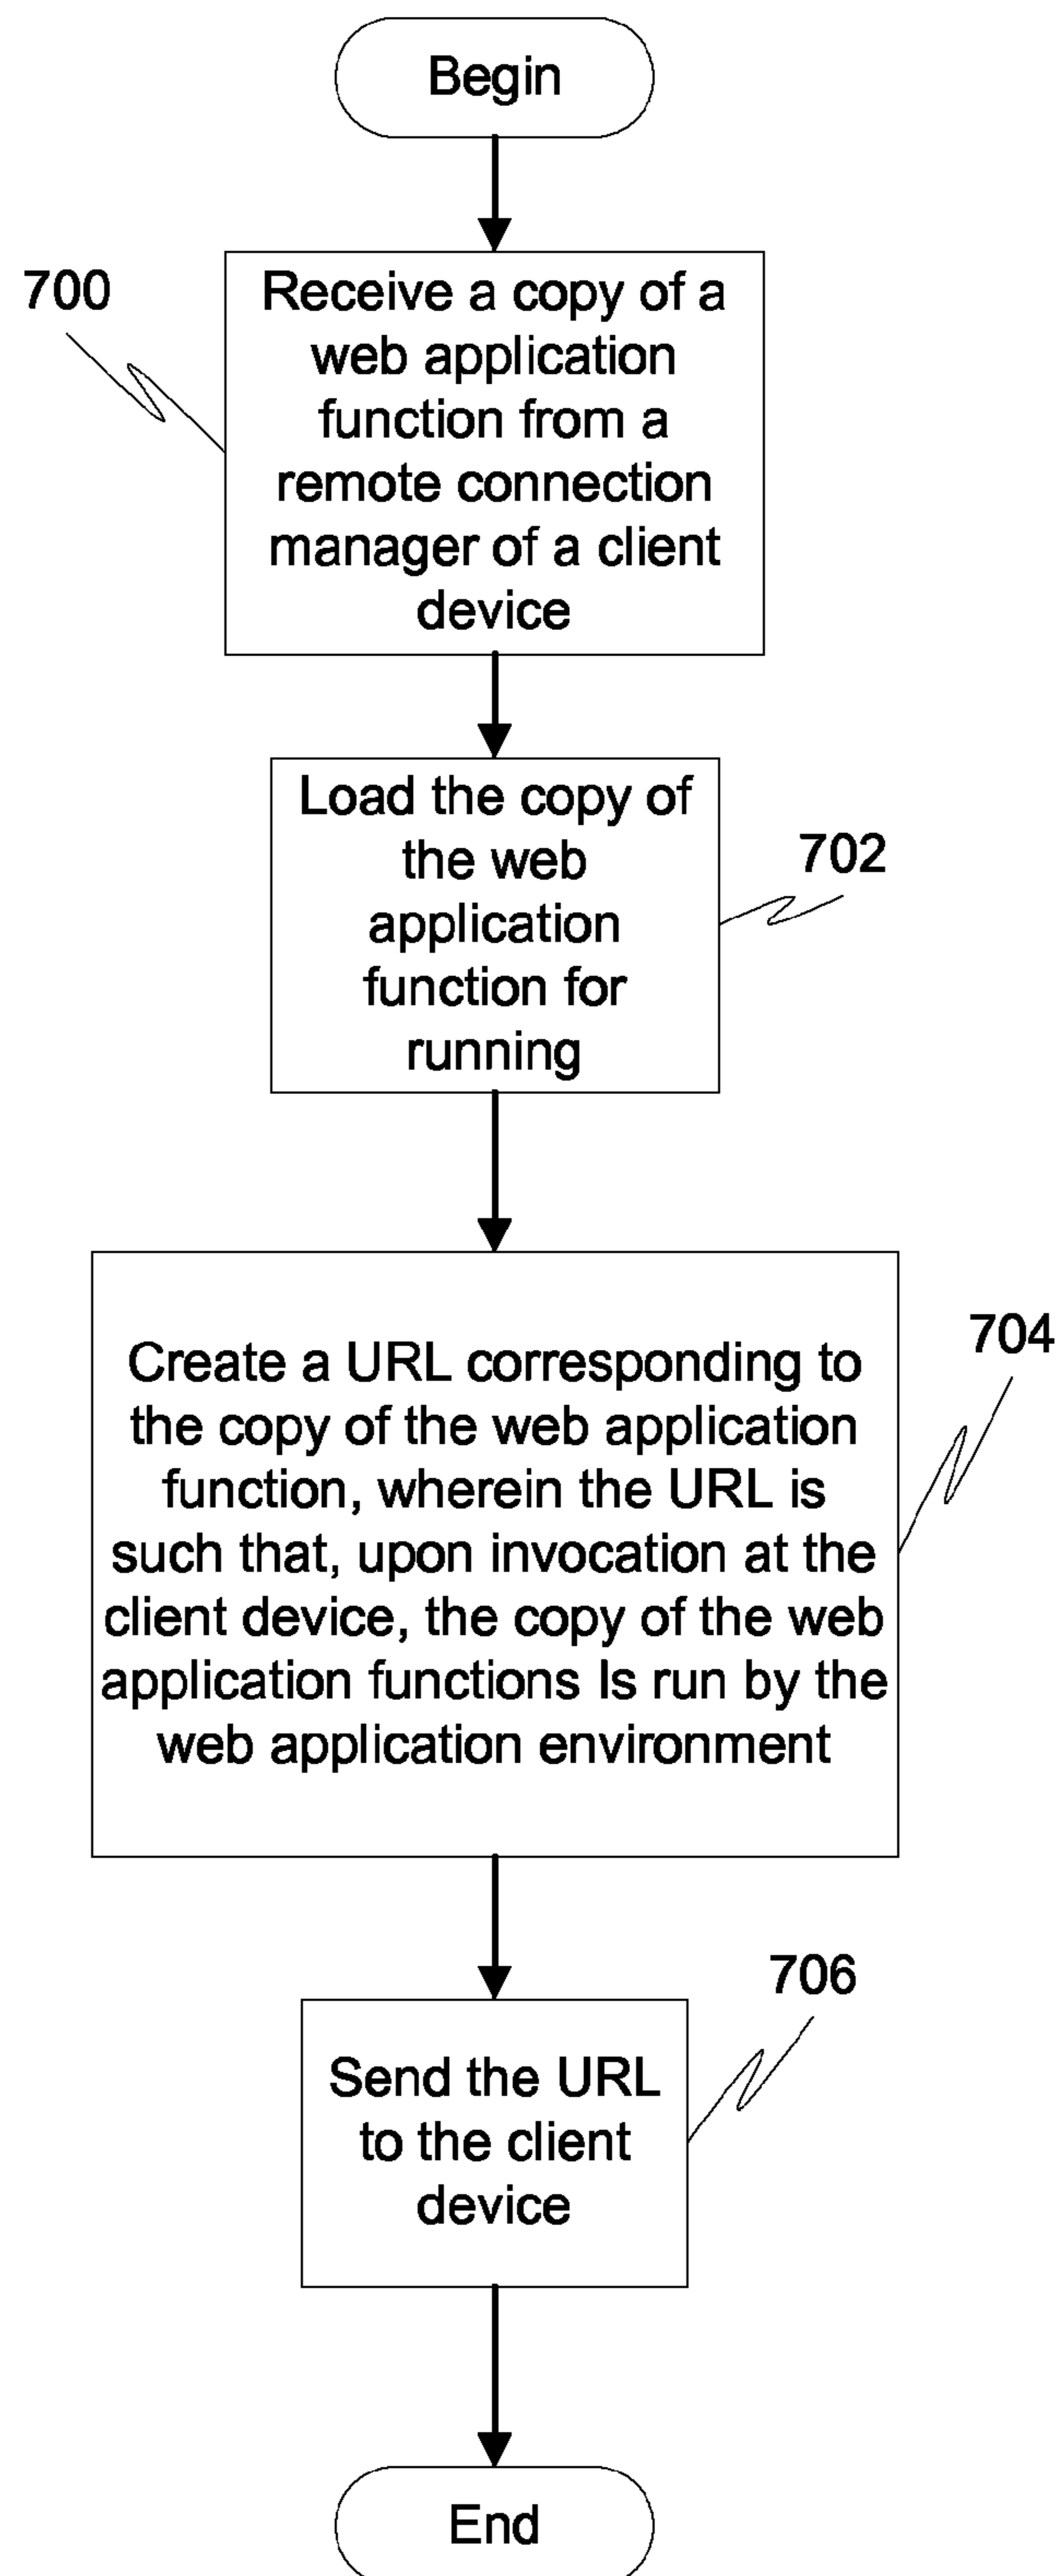 Begin
700
Receive a copy of a
web application
function from a
remote connection
manager of a client
device
Load the copy of
the web
application
function for
running
702
Create a URL corresponding to
the copy of the web application
function, wherein the URL is
such that, upon invocation at the
client device, the copy of the web
application functions Is run by the
web application environment
704
706
Send the URL
to the client
device
End